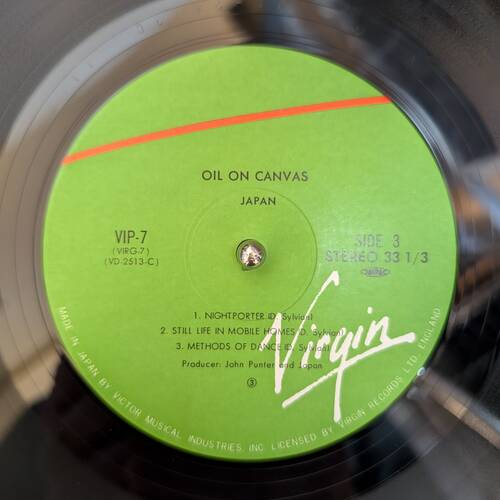 OIL ON CANVAS
JAPAN
VIP-7
(VIRG-7)
(VD-2513-C)
SIDE 3
STEREO 33 1/3
1. NIGHTPORTER (D. Sylvian)
2. STILL LIFE IN MOBILE HOMES (D. Sylvian)
3. METHODS OF DANCE (D. Sylvian)
Producer: John Punter and Japan
③
Virgin
MADE IN JAPAN BY VICTOR MUSICAL INDUSTRIES, INC. LICENSED BY VIRGIN RECORDS LTD. ENGLAND